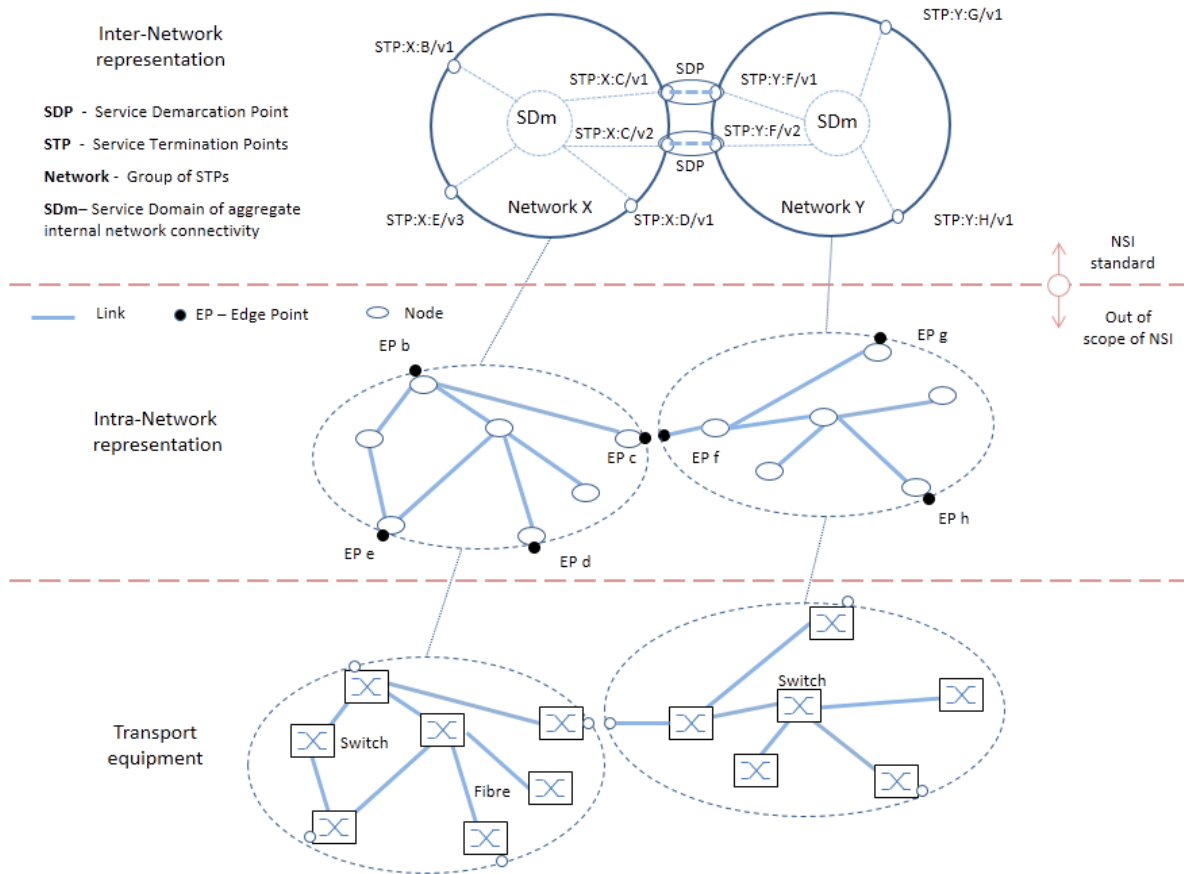 Inter-Network
representation
SDP - Service Demarcation Point
STP - Service Termination Points
Network - Group of STPs
SDm– Service Domain of aggregate
internal network connectivity
STP:X:B/v1
STP:X:C/v1
SDP
STP:Y:F/v1
STP:Y:G/v1
SDm
SDm
STP:X:C/v2
STP:Y:F/v2
SDP
STP:X:E/v3
Network X
STP:X:D/v1
Network Y
STP:Y:H/v1
NSI
standard
Link
EP – Edge Point
Node
Out of
scope of NSI
EP b
EP g
Intra-Network
representation
EP c
EP f
EP e
EP d
EP h
Transport
equipment
Switch
Fibre
Switch